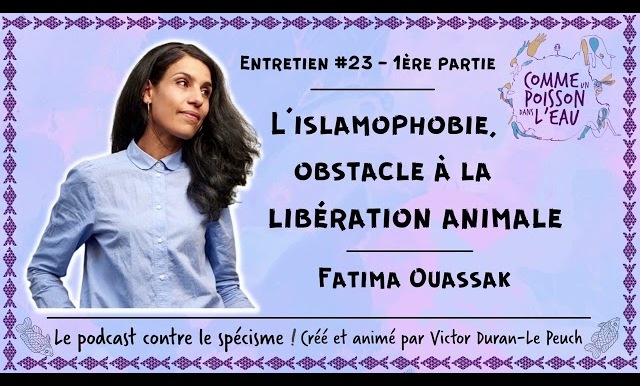 Entretien #23 – 1ère partie
COMME UN
POISSON
DANS L'EAU
L'islamophobie,
obstacle à la
libération animale
Fatima Ouassak
Le podcast contre le spécisme ! Créé et animé par Victor Duran-Le Peuch